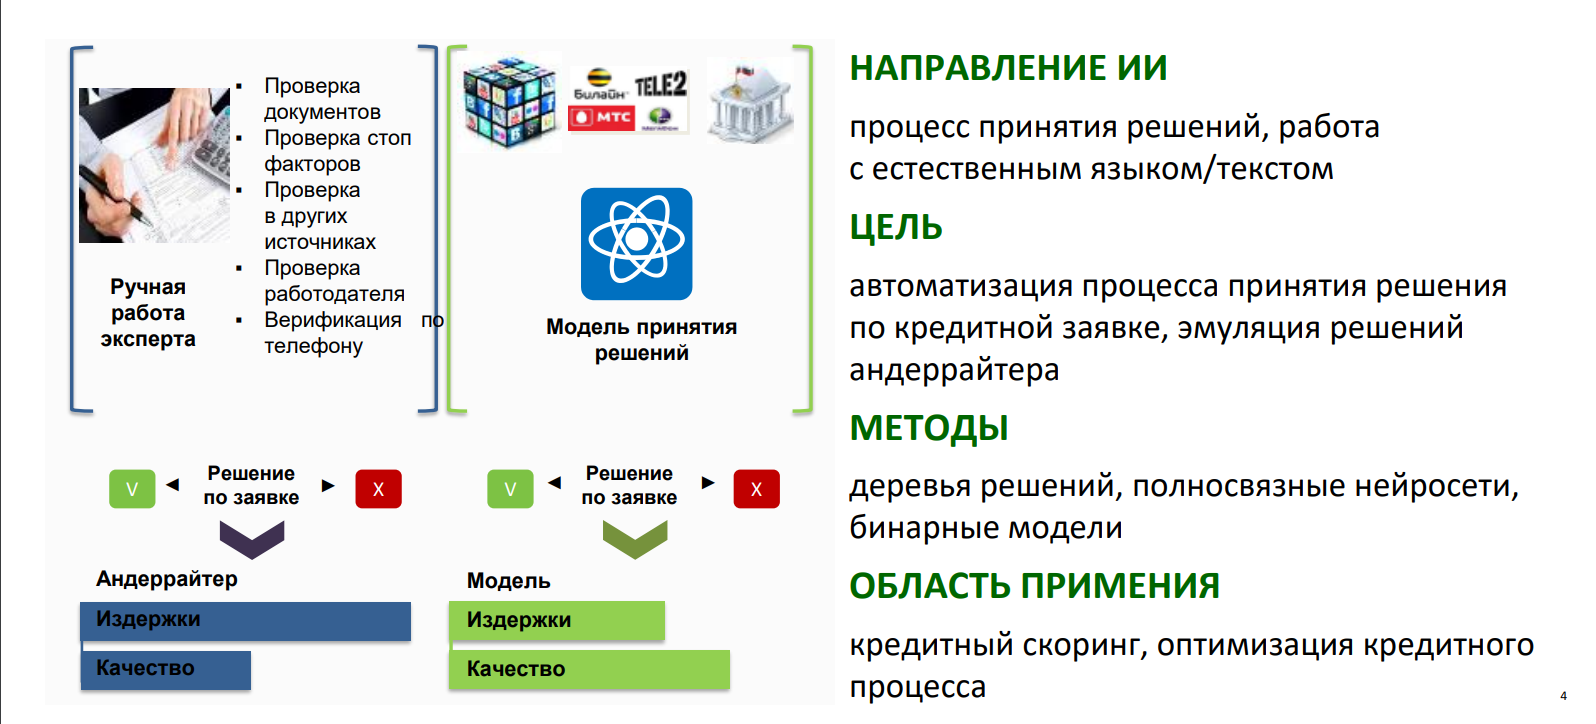 Проверка
документов
Проверка стоп
факторов
Проверка
в других
источниках
Проверка
работодателя
Верификация по
телефону
Ручная
работа
эксперта
Билайн
TELE2
МТС
Модель принятия
решений
V
Решение
по заявке
X
V
Решение
по заявке
X
Андеррайтер
Издержки
Качество
Модель
Издержки
Качество
НАПРАВЛЕНИЕ ИИ
процесс принятия решений, работа
с естественным языком/текстом
ЦЕЛЬ
автоматизация процесса принятия решения
по кредитной заявке, эмуляция решений
андеррайтера
МЕТОДЫ
деревья решений, полносвязные нейросети,
бинарные модели
ОБЛАСТЬ ПРИМЕНИЯ
кредитный скоринг, оптимизация кредитного
процесса
4